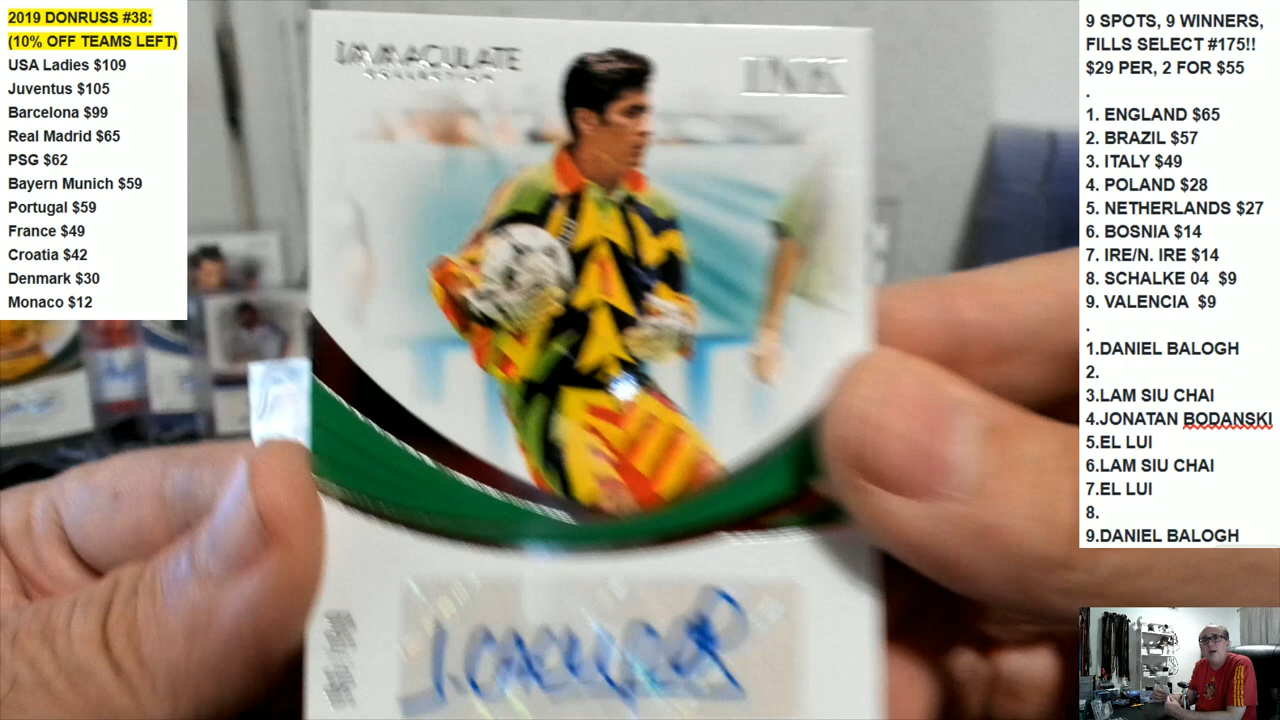 2019 DONRUSS #38:
(10% OFF TEAMS LEFT)
USA Ladies $109
Juventus $105
Barcelona $99
Real Madrid $65
PSG $62
Bayern Munich $59
Portugal $59
France $49
Croatia $42
Denmark $30
Monaco $12
IMMACULATE
COLLECTION
INK
9 SPOTS, 9 WINNERS,
FILLS SELECT #175!!
$29 PER, 2 FOR $55
.
1. ENGLAND $65
2. BRAZIL $57
3. ITALY $49
4. POLAND $28
5. NETHERLANDS $27
6. BOSNIA $14
7. IRE/N. IRE $14
8. SCHALKE 04 $9
9. VALENCIA $9
.
1.DANIEL BALOGH
2.
3.LAM SIU CHAI
4.JONATAN BODANSKI
5.EL LUI
6.LAM SIU CHAI
7.EL LUI
8.
9.DANIEL BALOGH